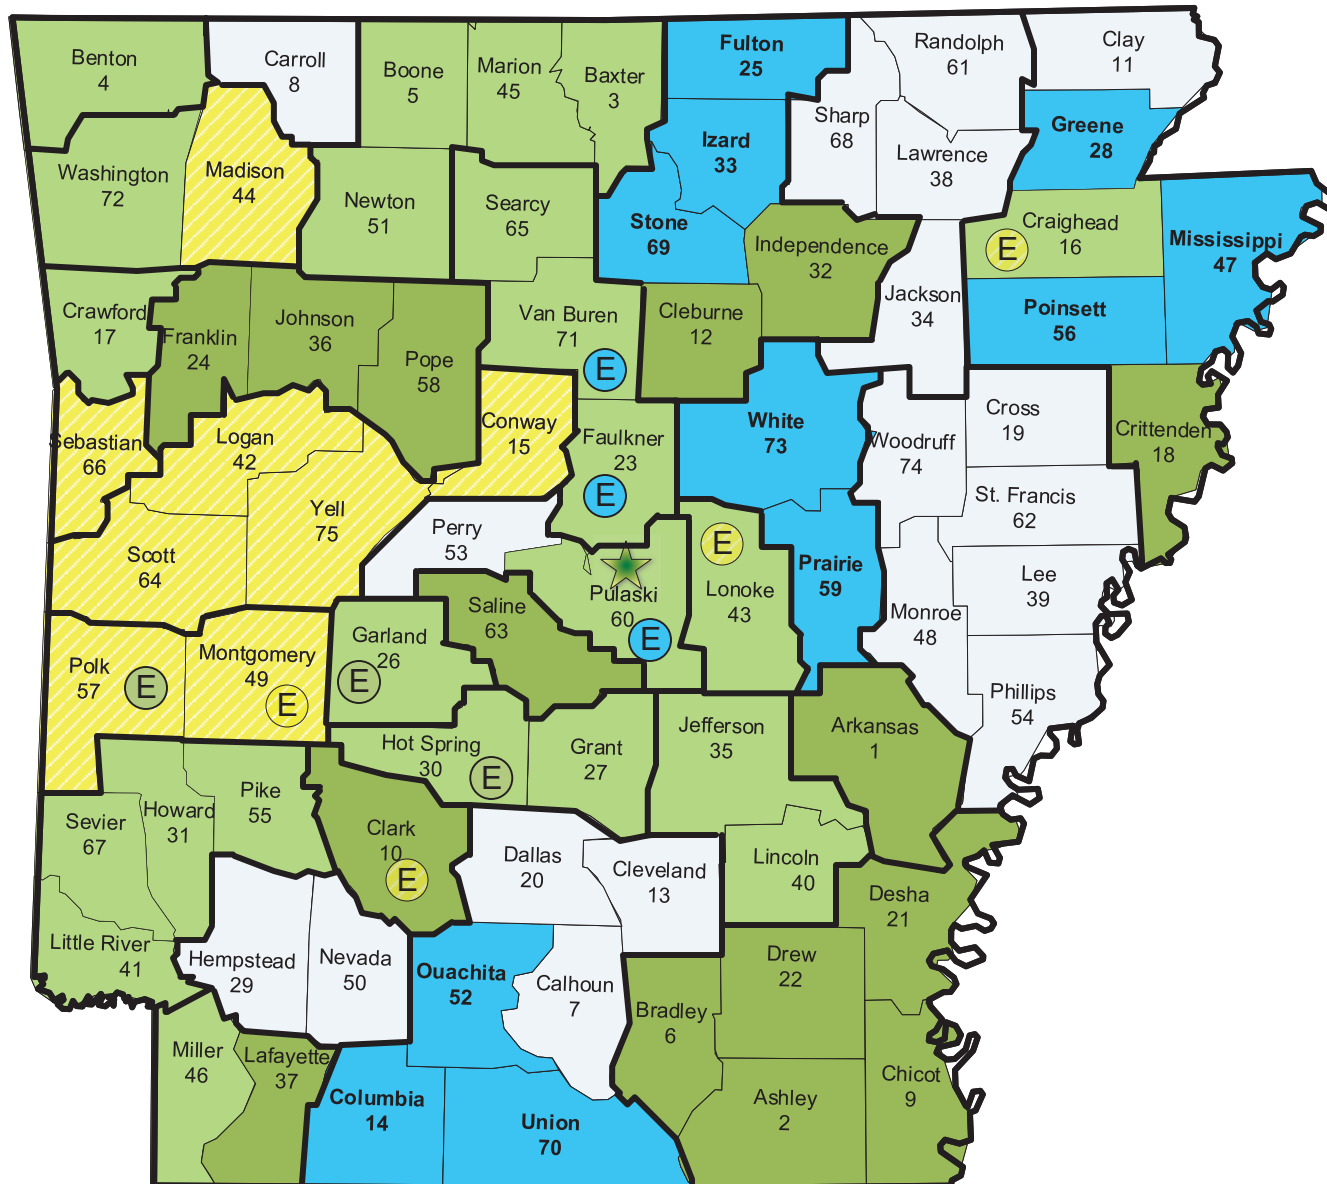 Benton
4
Carroll
8
Boone
5
Marion
45
Baxter
3
Fulton
25
Randolph
61
Clay
11
Washington
72
Madison
44
Newton
51
Searcy
65
Stone
69
Izard
33
Sharp
68
Lawrence
38
Greene
28
Craighead
16
E
Mississippi
47
Crawford
17
Franklin
24
Johnson
36
Pope
58
Van Buren
71
E
Cleburne
12
Independence
32
Jackson
34
Poinsett
56
Sebastian
66
Logan
42
Conway
15
Faulkner
23
E
White
73
Woodruff
74
Cross
19
Crittenden
18
Scott
64
Yell
75
Perry
53
Pulaski
60
E
Lonoke
43
E
Prairie
59
St. Francis
62
Lee
39
Monroe
48
Phillips
54
Polk
57
E
Montgomery
49
E
Garland
26
E
Saline
63
Hot Spring
30
E
Grant
27
Jefferson
35
Arkansas
1
Sevier
67
Howard
31
Pike
55
Clark
10
E
Dallas
20
Cleveland
13
Lincoln
40
Desha
21
Little River
41
Hempstead
29
Nevada
50
Ouachita
52
Calhoun
7
Bradley
6
Drew
22
Miller
46
Lafayette
37
Columbia
14
Union
70
Ashley
2
Chicot
9